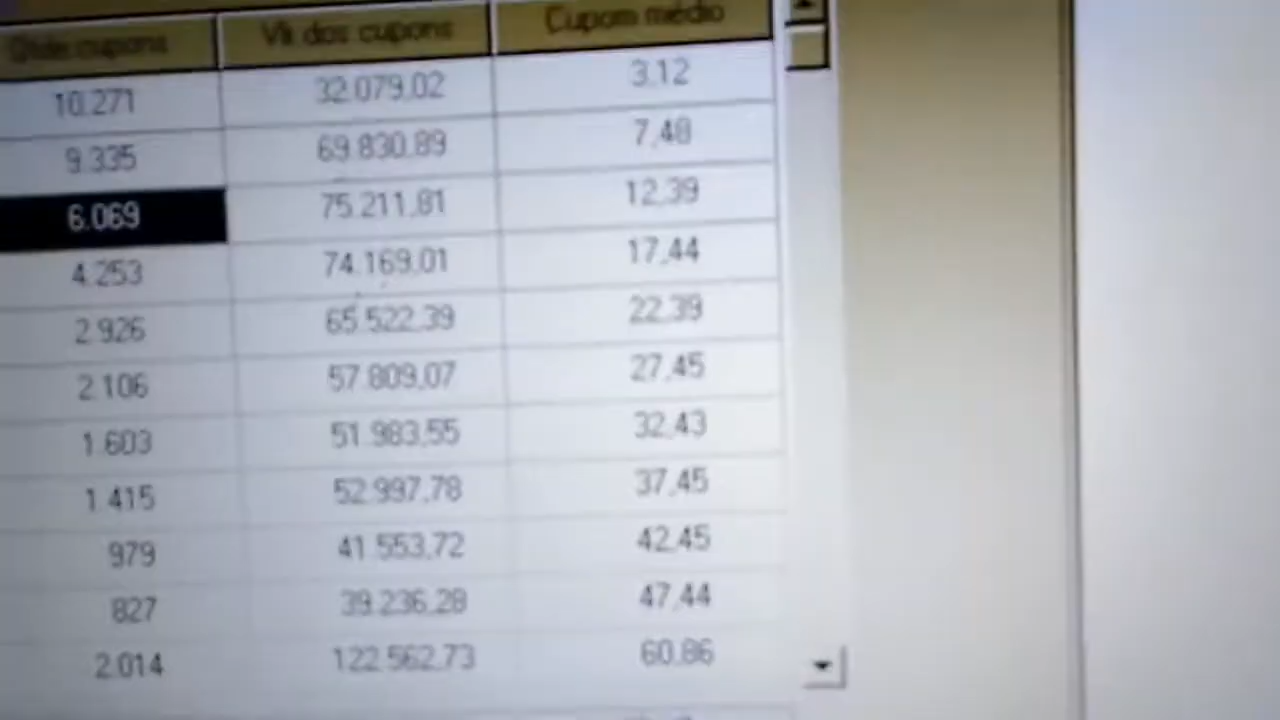 Qtde cupons Vlr dos cupons Cupom médio
10.271 32.079,02 3,12
9.335 69.830,89 7,48
6.069 75.211,81 12,39
4.253 74.169,01 17,44
2.926 65.522,39 22,39
2.106 57.809,07 27,45
1.603 51.983,55 32,43
1.415 52.997,78 37,45
979 41.553,72 42,45
827 39.236,28 47,44
2.014 122.562,73 60,86